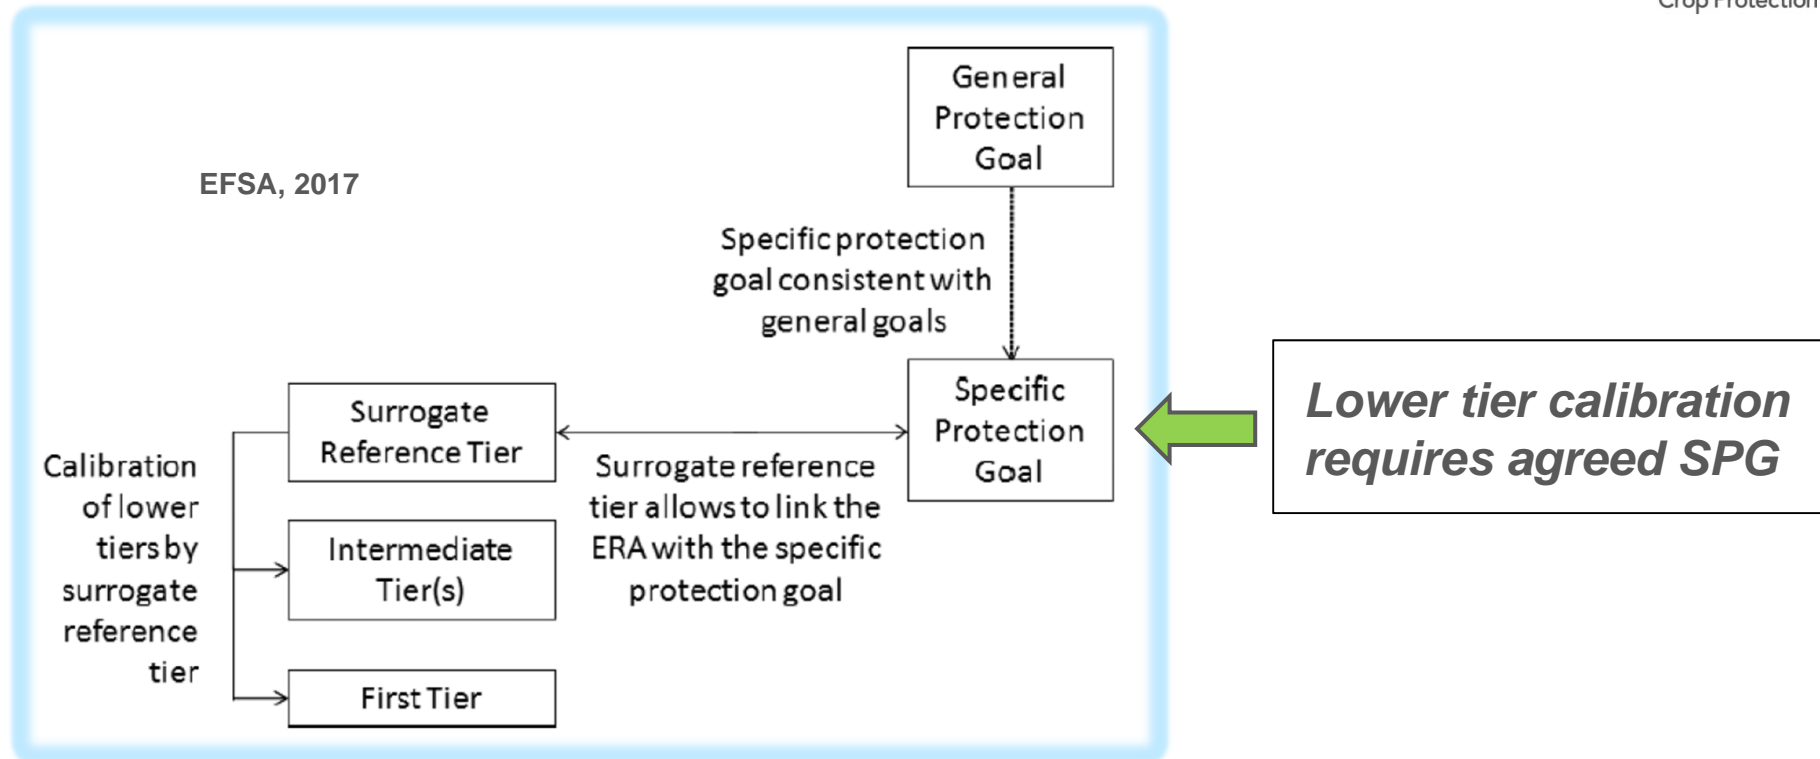 Crop Protection
General
Protection
Goal
EFSA, 2017
Specific protection
goal consistent with
general goals
Specific
Protection
Goal
Lower tier calibration
requires agreed SPG
Surrogate
Reference Tier
Surrogate reference
tier allows to link the
ERA with the specific
protection goal
Calibration
of lower
tiers by
surrogate
reference
tier
Intermediate
Tier(s)
First Tier